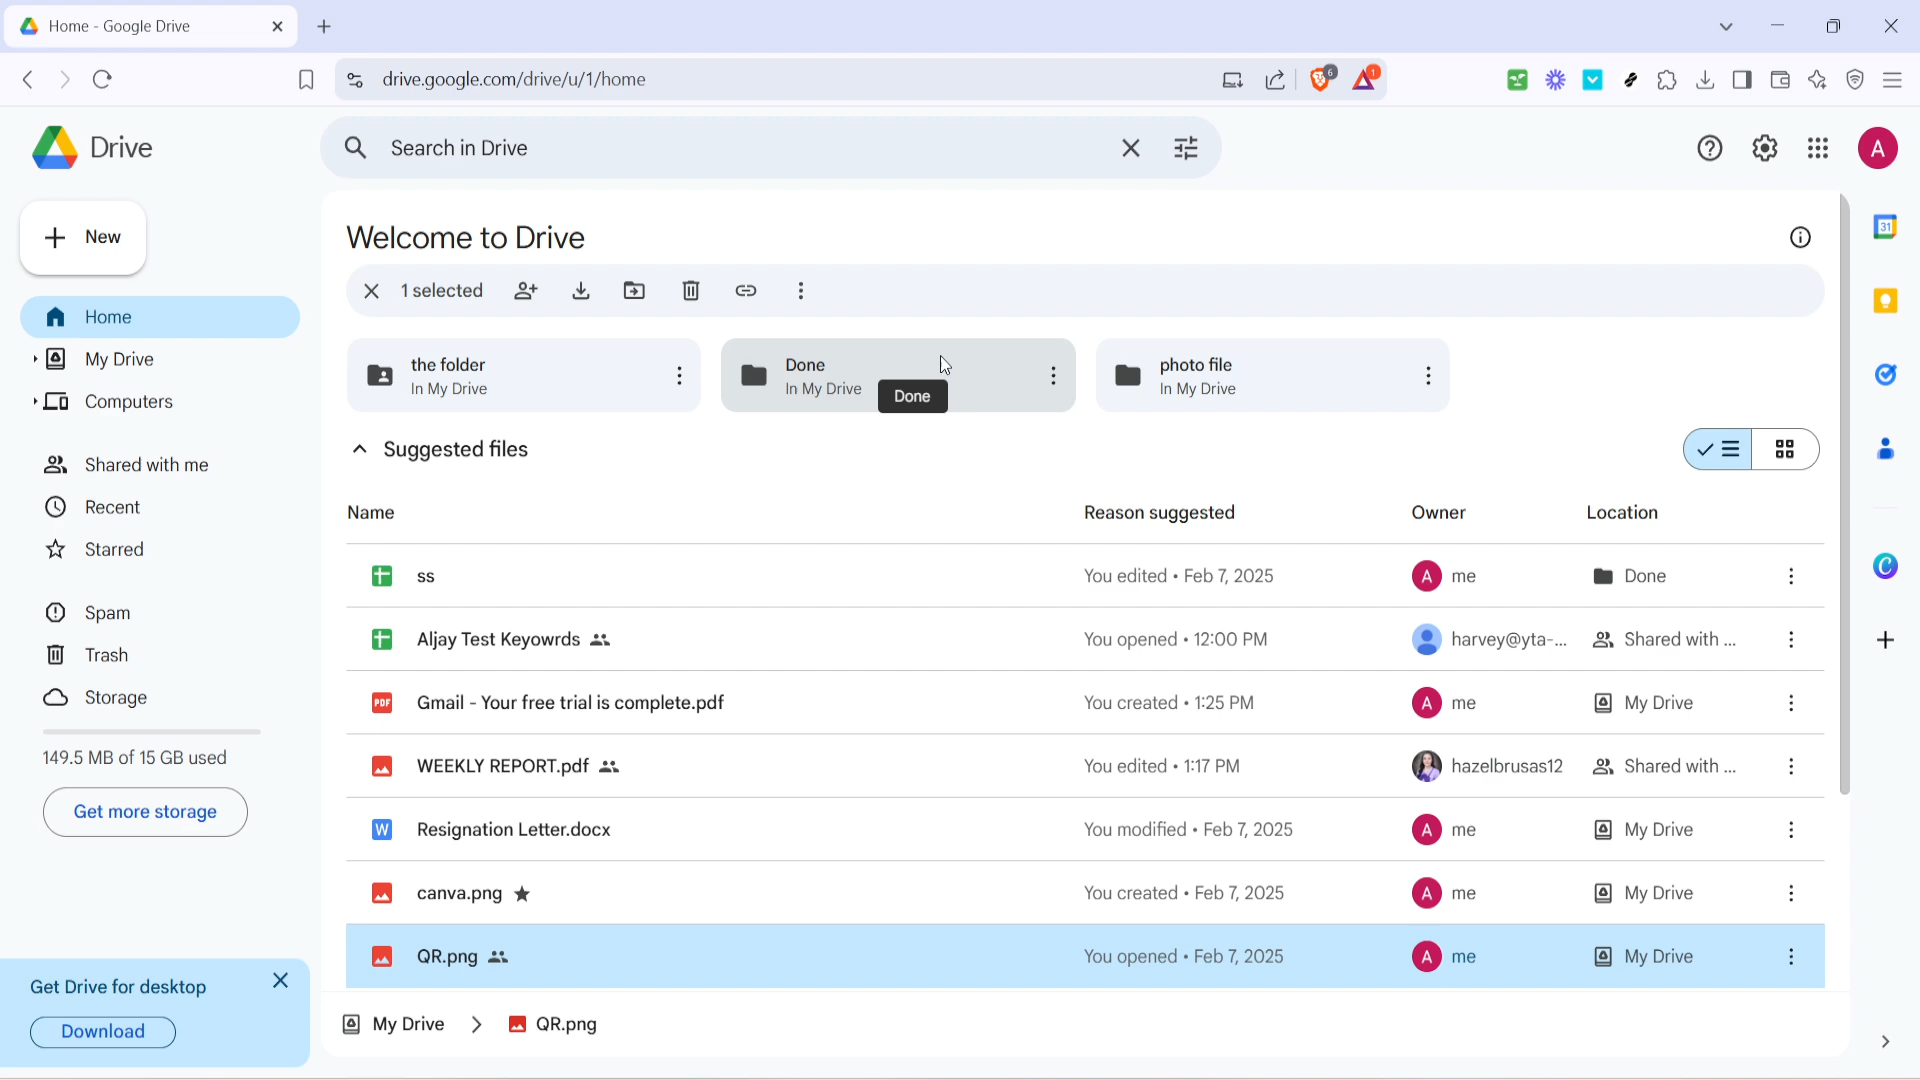 Home - Google Drive
drive.google.com/drive/u/1/home
6
1
Drive
Search in Drive
A
New
Welcome to Drive
31
1 selected
Home
My Drive
Computers
Shared with me
Recent
Starred
Spam
Trash
Storage
149.5 MB of 15 GB used
Get more storage
Get Drive for desktop
Download
the folder
In My Drive
Done
In My Drive
Done
photo file
In My Drive
Suggested files
Name Reason suggested Owner Location
ss You edited • Feb 7, 2025 A me Done
Aljay Test Keyowrds You opened • 12:00 PM harvey@yta-... Shared with ...
PDF Gmail - Your free trial is complete.pdf You created • 1:25 PM A me My Drive
WEEKLY REPORT.pdf You edited • 1:17 PM hazelbrusas12 Shared with ...
W Resignation Letter.docx You modified • Feb 7, 2025 A me My Drive
canva.png You created • Feb 7, 2025 A me My Drive
QR.png You opened • Feb 7, 2025 A me My Drive
My Drive QR.png